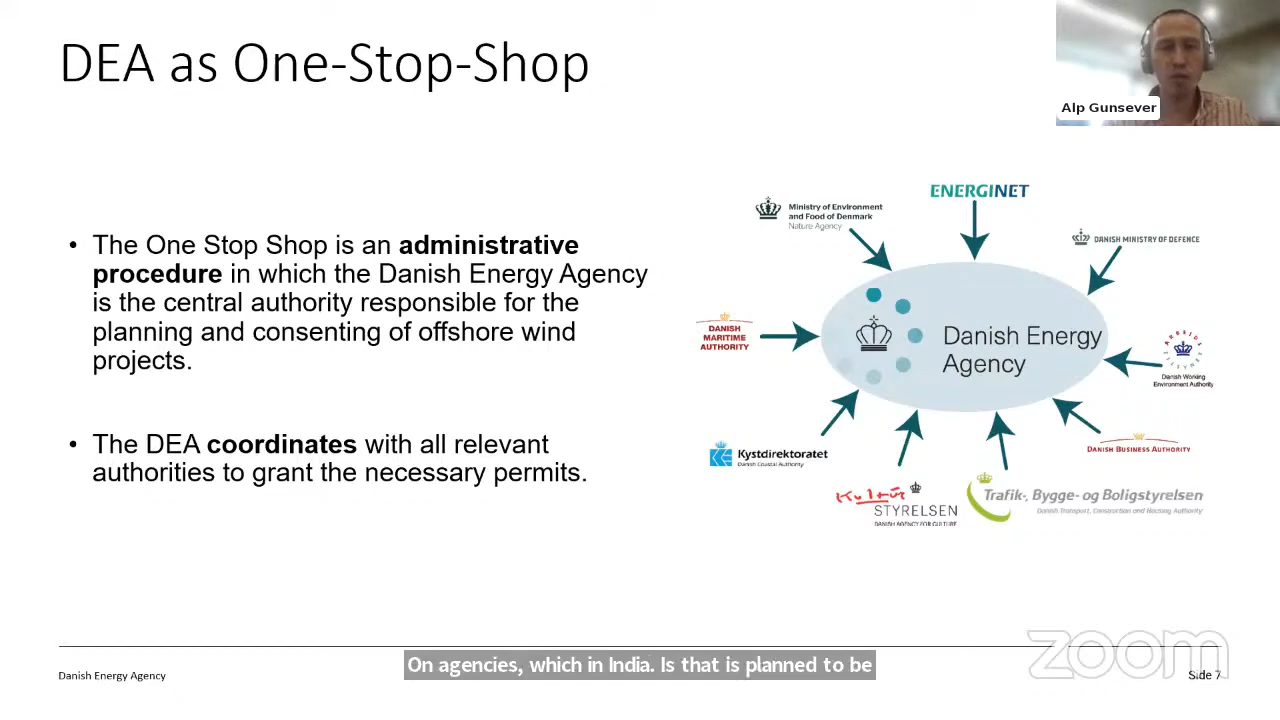 DEA as One-Stop-Shop
Alp Gunsever
• The One Stop Shop is an administrative
procedure in which the Danish Energy Agency
is the central authority responsible for the
planning and consenting of offshore wind
projects.
• The DEA coordinates with all relevant
authorities to grant the necessary permits.
ENERGINET
Ministry of Environment
and Food of Denmark
Nature Agency
DANISH MINISTRY OF DEFENCE
DANISH
MARITIME
AUTHORITY
Danish Energy
Agency
Danish Working
Environment Authority
DANISH BUSINESS AUTHORITY
Kystdirektoratet
Danish Coastal Authority
Kultur
STYRELSEN
DANISH AGENCY FOR CULTURE
Trafik-, Bygge- og Boligstyrelsen
Danish Transport, Construction and Housing Authority
zoom
On agencies, which in India. Is that is planned to be
Danish Energy Agency
Side 7